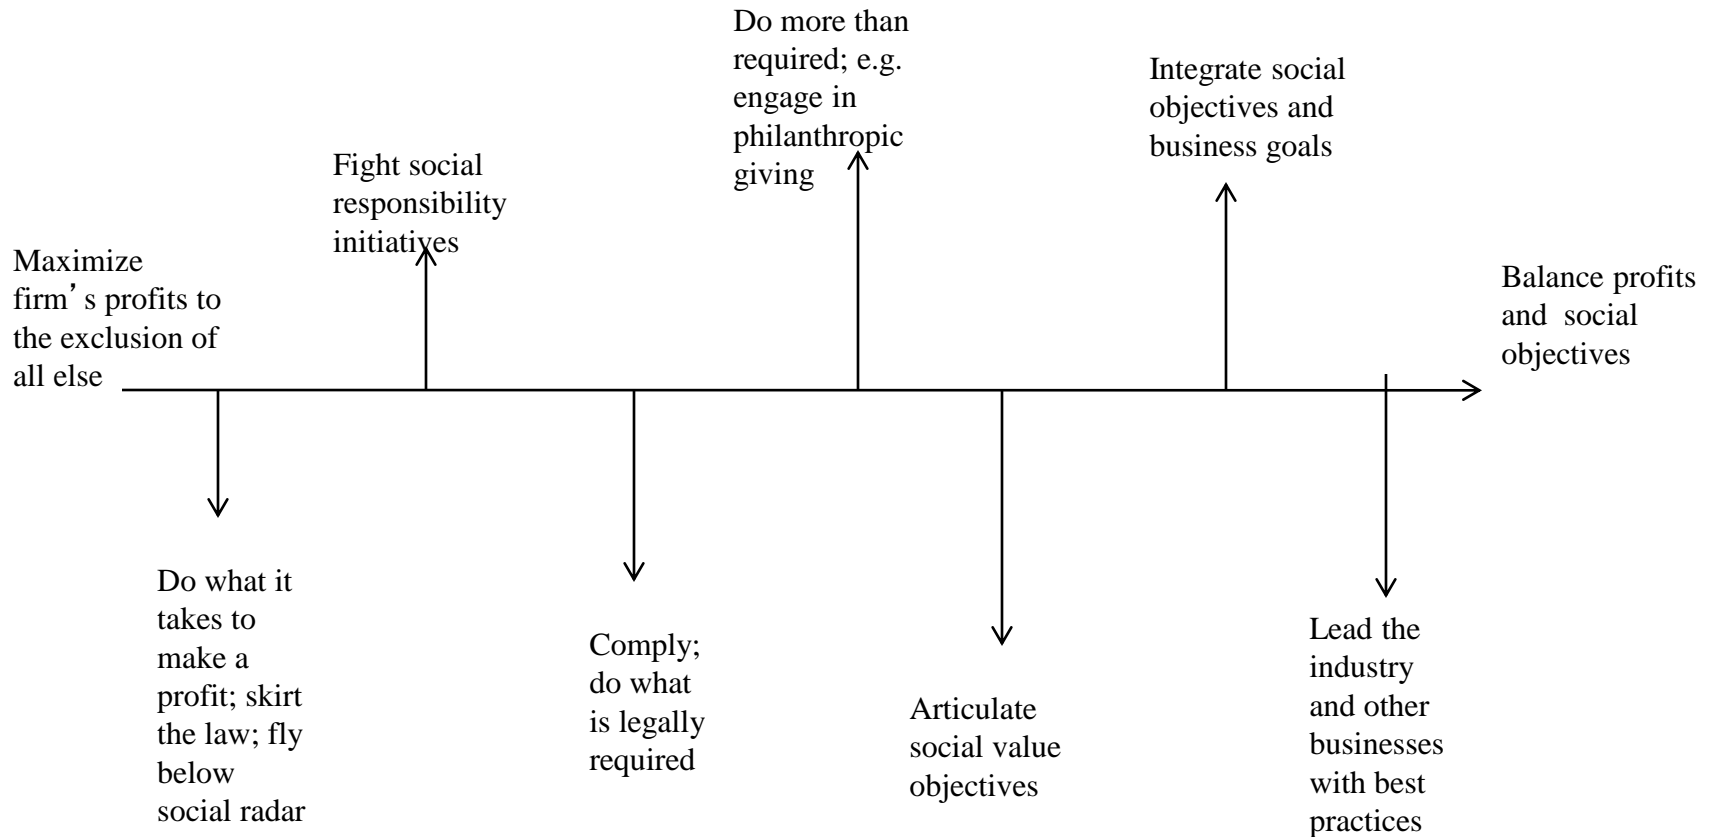 Maximize
firm’s profits to
the exclusion of
all else
Do what it
takes to
make a
profit; skirt
the law; fly
below
social radar
Fight social
responsibility
initiatives
Comply;
do what
is legally
required
Do more than
required; e.g.
engage in
philanthropic
giving
Articulate
social value
objectives
Integrate social
objectives and
business goals
Lead the
industry
and other
businesses
with best
practices
Balance profits
and social
objectives